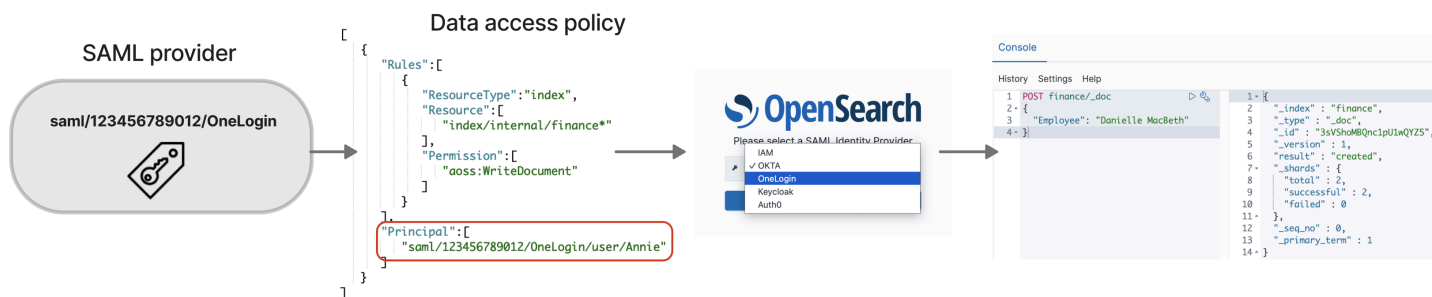 SAML provider
saml/123456789012/OneLogin
Data access policy
[
{
"Rules":[
{
"ResourceType":"index",
"Resource":[
"index/internal/finance*"
],
"Permission":[
"aoss:WriteDocument"
]
}
],
"Principal":[
"saml/123456789012/OneLogin/user/Annie"
]
}
]
OpenSearch
Please select a SAML Identity Provider
IAM
✓ OKTA
OneLogin
Keycloak
Auth0
Console
History Settings Help
1 POST finance/_doc
2 {
3 "Employee": "Danielle MacBeth"
4 }
1 {
2 "_index" : "finance",
3 "_type" : "_doc",
4 "_id" : "3sVShoMBQnc1pU1wQYZ5",
5 "_version" : 1,
6 "result" : "created",
7 "_shards" : {
8 "total" : 2,
9 "successful" : 2,
10 "failed" : 0
11 },
12 "_seq_no" : 0,
13 "_primary_term" : 1
14 }